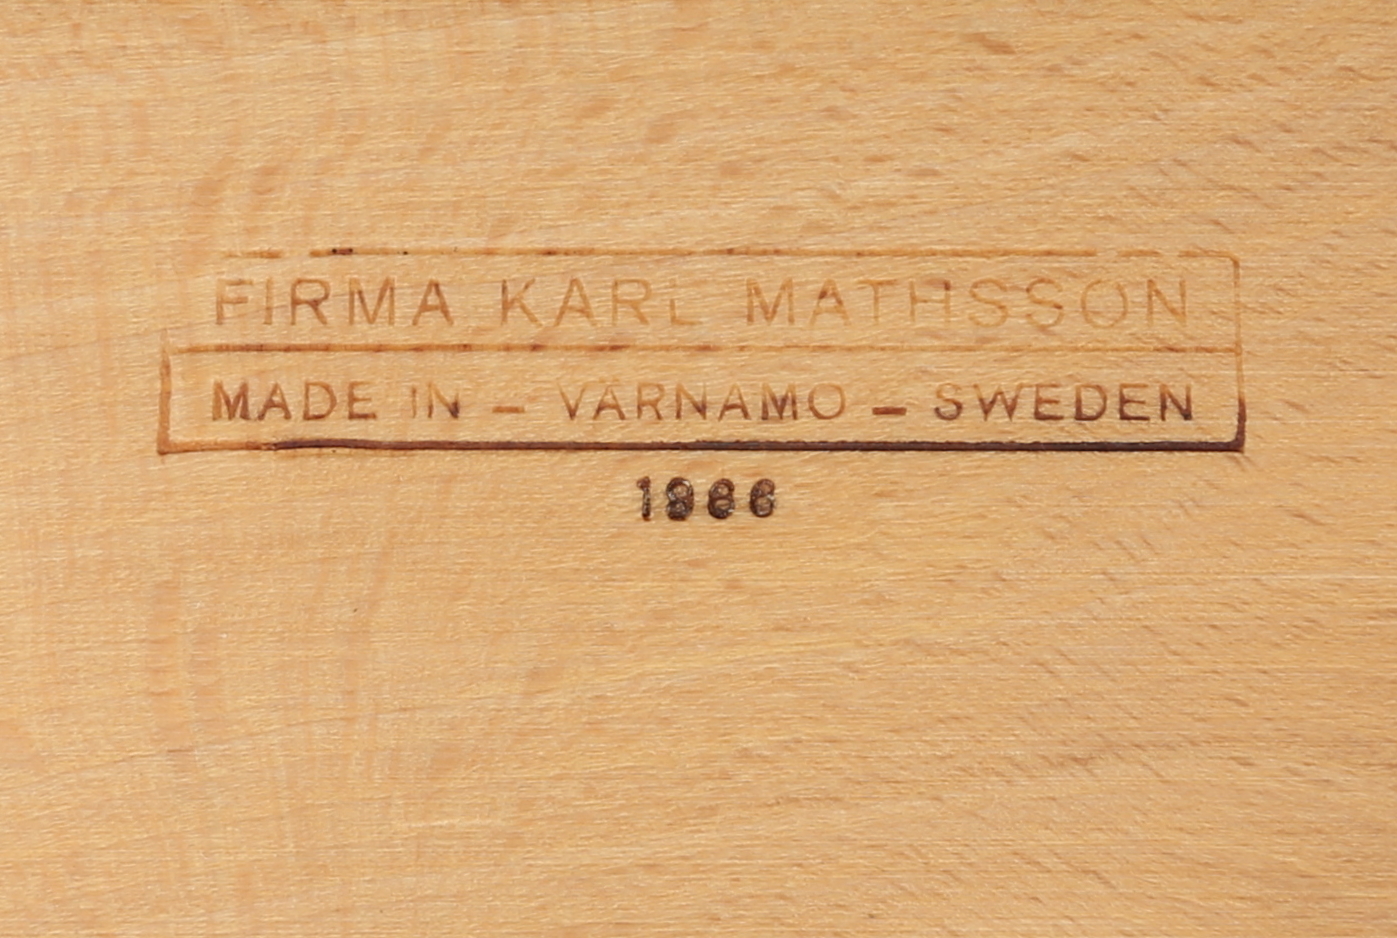 FIRMA KARL MATHSSON
MADE IN – VÄRNAMO – SWEDEN
1966